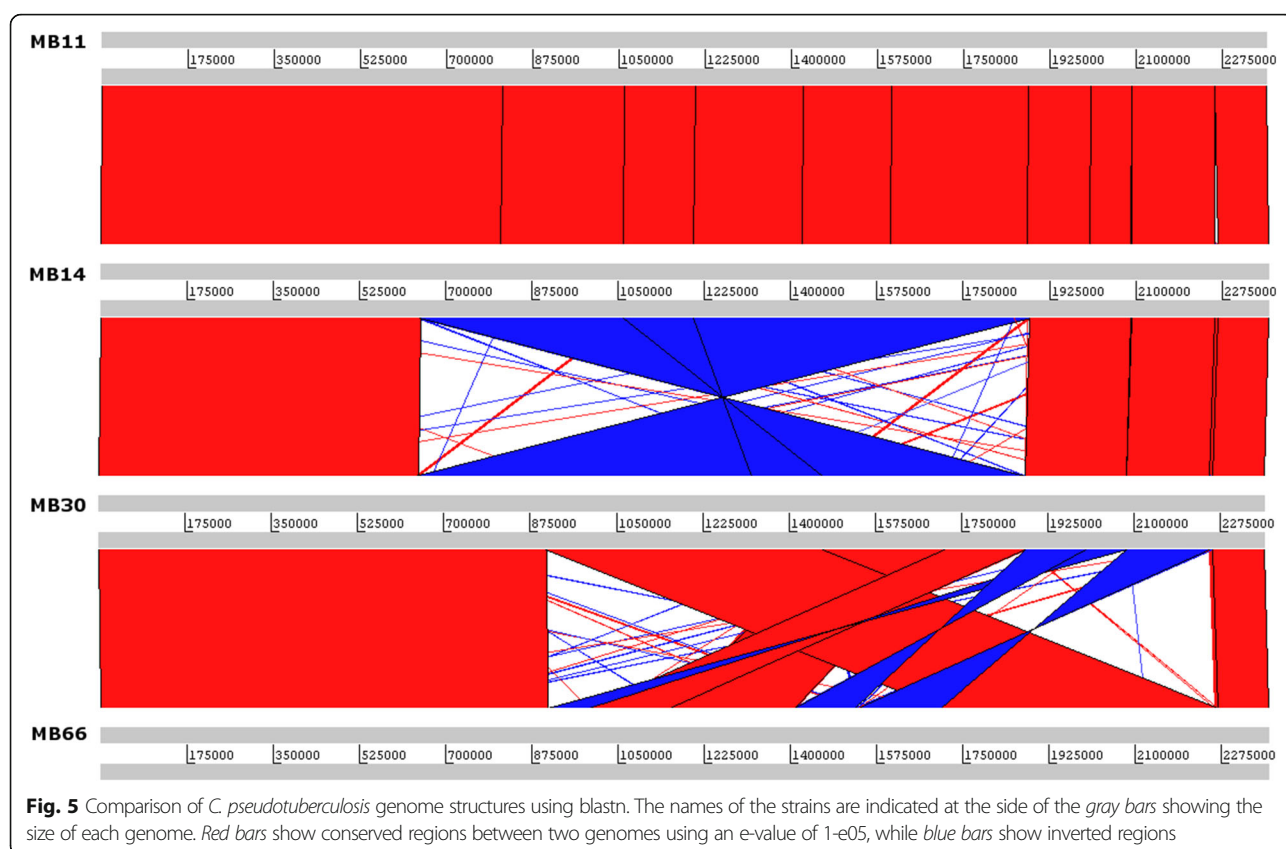 MB11
175000 350000 525000 700000 875000 1050000 1225000 1400000 1575000 1750000 1925000 2100000 2275000
MB14
175000 350000 525000 700000 875000 1050000 1225000 1400000 1575000 1750000 1925000 2100000 2275000
MB30
175000 350000 525000 700000 875000 1050000 1225000 1400000 1575000 1750000 1925000 2100000 2275000
MB66
175000 350000 525000 700000 875000 1050000 1225000 1400000 1575000 1750000 1925000 2100000 2275000
Fig. 5 Comparison of C. pseudotuberculosis genome structures using blastn. The names of the strains are indicated at the side of the gray bars showing the
size of each genome. Red bars show conserved regions between two genomes using an e-value of 1-e05, while blue bars show inverted regions